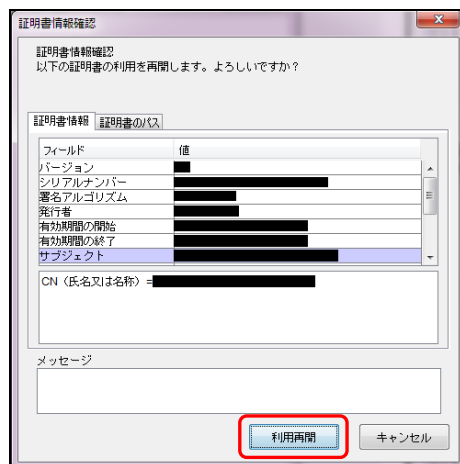 証明書情報確認
証明書情報確認
以下の証明書の利用を再開します。よろしいですか？
証明書情報 証明書のパス
フィールド 値
バージョン
シリアルナンバー
署名アルゴリズム
発行者
有効期間の開始
有効期間の終了
サブジェクト
CN（氏名又は名称）=
メッセージ
利用再開 キャンセル